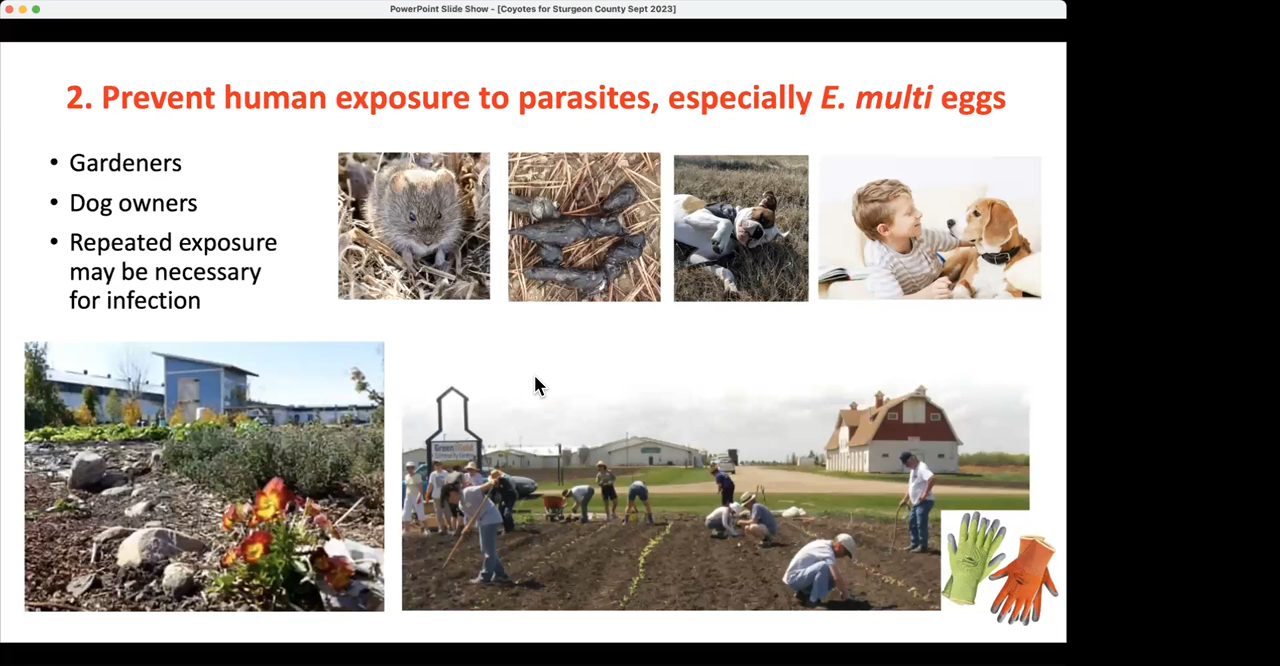 PowerPoint Slide Show - [Coyotes for Sturgeon County Sept 2023]
2. Prevent human exposure to parasites, especially E. multi eggs
• Gardeners
• Dog owners
• Repeated exposure
may be necessary
for infection